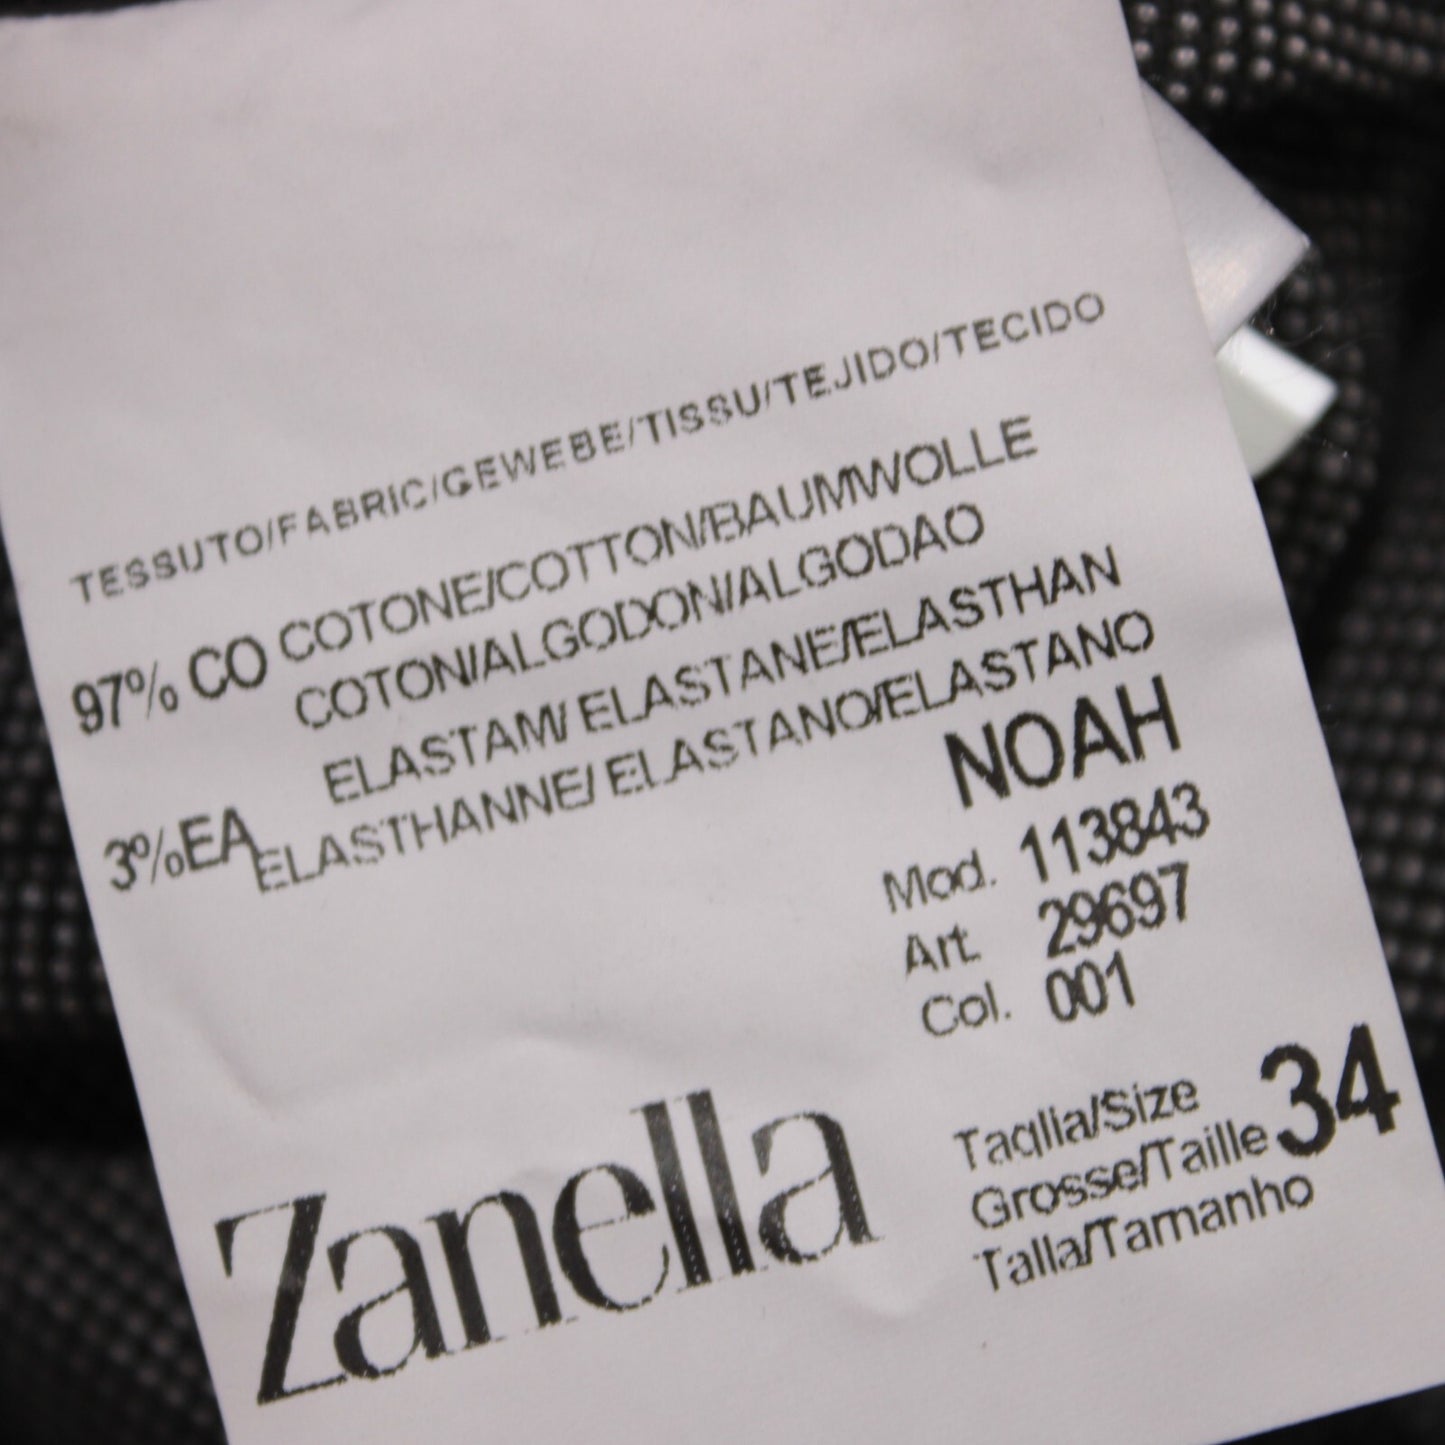 TESSUTO/FABRIC/GEWEBE/TISSU/TEJIDO/TECIDO
97% CO COTONE/COTTON/BAUMWOLLE
COTON/ALGODON/ALGODAO
ELASTAM/ ELASTANE/ELASTHAN
3%EA ELASTHANNE/ ELASTANO/ELASTANO
NOAH
Mod. 113843
Art. 29697
Col. 001
Taglia/Size
Grosse/Taille 34
Talla/Tamanho
Zanella